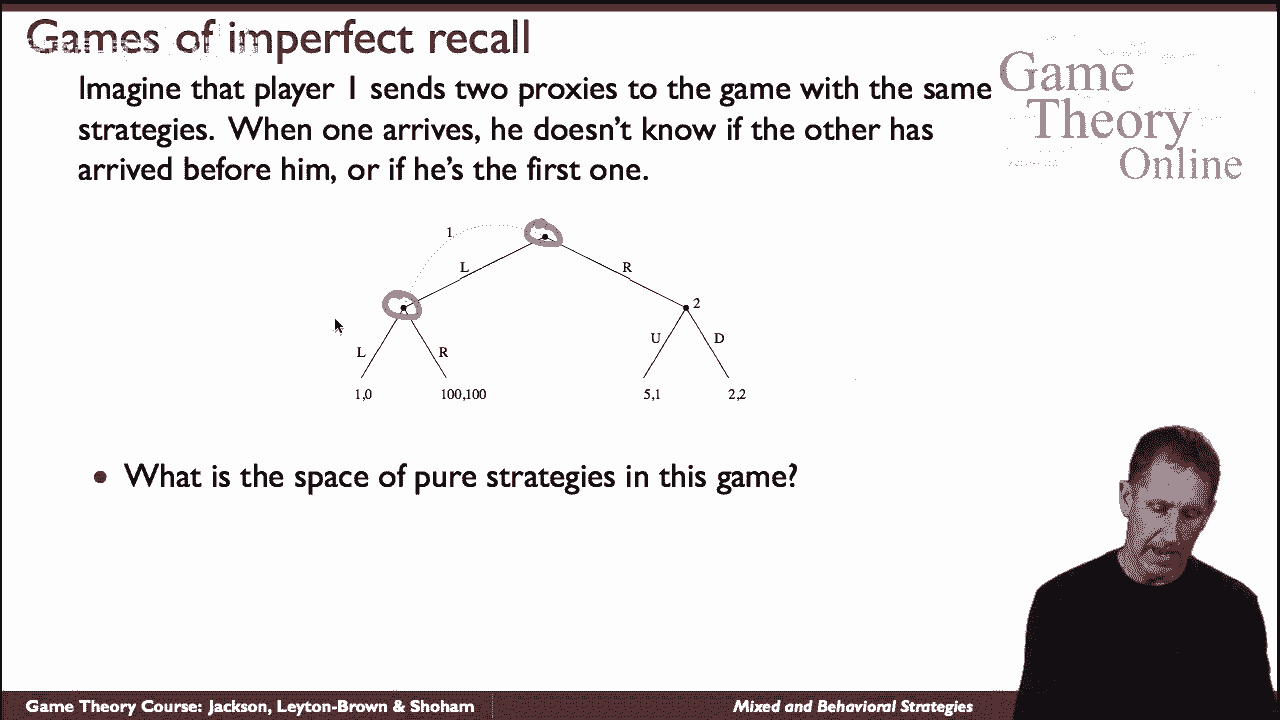 Games of imperfect recall
Game
Theory
Online
Imagine that player 1 sends two proxies to the game with the same
strategies. When one arrives, he doesn't know if the other has
arrived before him, or if he's the first one.
1
L R
2
L R U D
1,0 100,100 5,1 2,2
• What is the space of pure strategies in this game?
Game Theory Course: Jackson, Leyton-Brown & Shoham
Mixed and Behavioral Strategies